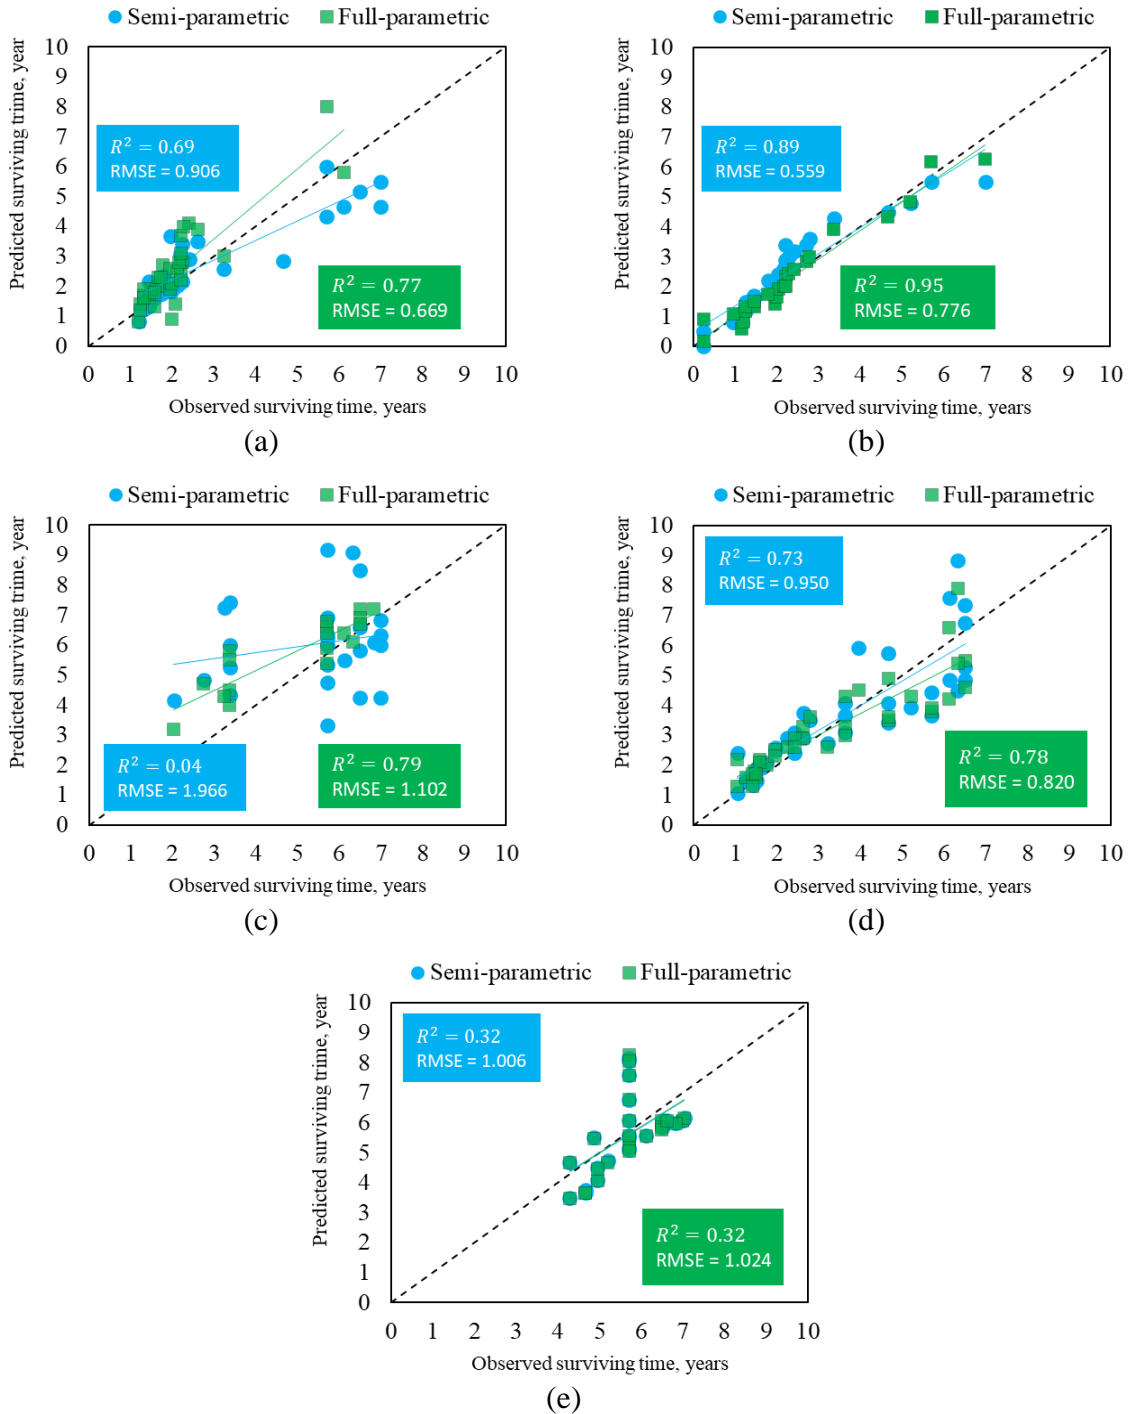 Semi-parametric Full-parametric
Predicted surviving trime, year
10
9
8
7
6
5
4
3
2
1
0
R² = 0.69
RMSE = 0.906
R² = 0.77
RMSE = 0.669
0 1 2 3 4 5 6 7 8 9 10
Observed surviving time, years
(a)
Semi-parametric Full-parametric
Predicted surviving trime, year
10
9
8
7
6
5
4
3
2
1
0
R² = 0.89
RMSE = 0.559
R² = 0.95
RMSE = 0.776
0 1 2 3 4 5 6 7 8 9 10
Observed surviving time, years
(b)
Semi-parametric Full-parametric
Predicted surviving trime, year
10
9
8
7
6
5
4
3
2
1
0
R² = 0.04
RMSE = 1.966
R² = 0.79
RMSE = 1.102
0 1 2 3 4 5 6 7 8 9 10
Observed surviving time, years
(c)
Semi-parametric Full-parametric
Predicted surviving trime, year
10
9
8
7
6
5
4
3
2
1
0
R² = 0.73
RMSE = 0.950
R² = 0.78
RMSE = 0.820
0 1 2 3 4 5 6 7 8 9 10
Observed surviving time, years
(d)
Semi-parametric Full-parametric
Predicted surviving trime, year
10
9
8
7
6
5
4
3
2
1
0
R² = 0.32
RMSE = 1.006
R² = 0.32
RMSE = 1.024
0 1 2 3 4 5 6 7 8 9 10
Observed surviving time, years
(e)